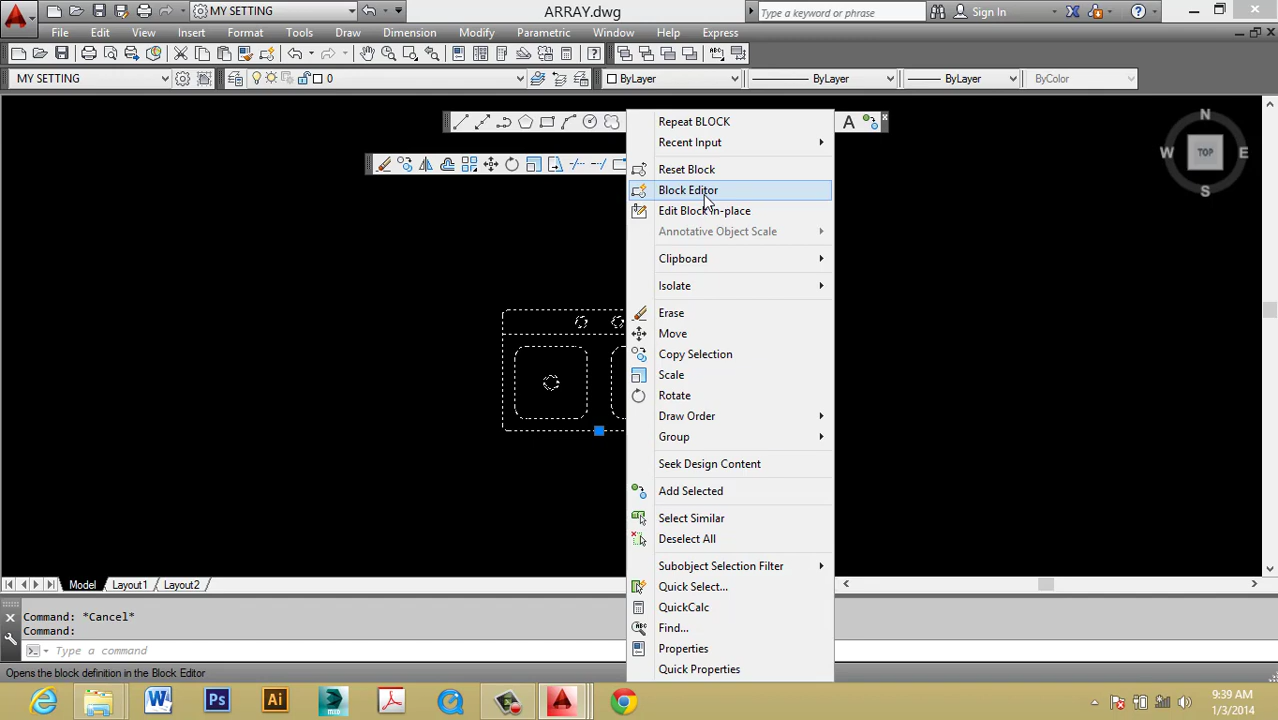 MY SETTING
ARRAY.dwg
Type a keyword or phrase
Sign In
File Edit View Insert Format Tools Draw Dimension Modify Parametric Window Help Express
MY SETTING
0
ByLayer
ByLayer
ByLayer
ByColor
A
N
W TOP E
S
Repeat BLOCK
Recent Input
Reset Block
Block Editor
Edit Block In-place
Annotative Object Scale
Clipboard
Isolate
Erase
Move
Copy Selection
Scale
Rotate
Draw Order
Group
Seek Design Content
Add Selected
Select Similar
Deselect All
Subobject Selection Filter
Quick Select...
QuickCalc
Find...
Properties
Quick Properties
Model Layout1 Layout2
Command: *Cancel*
Command:
Type a command
Opens the block definition in the Block Editor
Ps
Ai
9:39 AM
1/3/2014